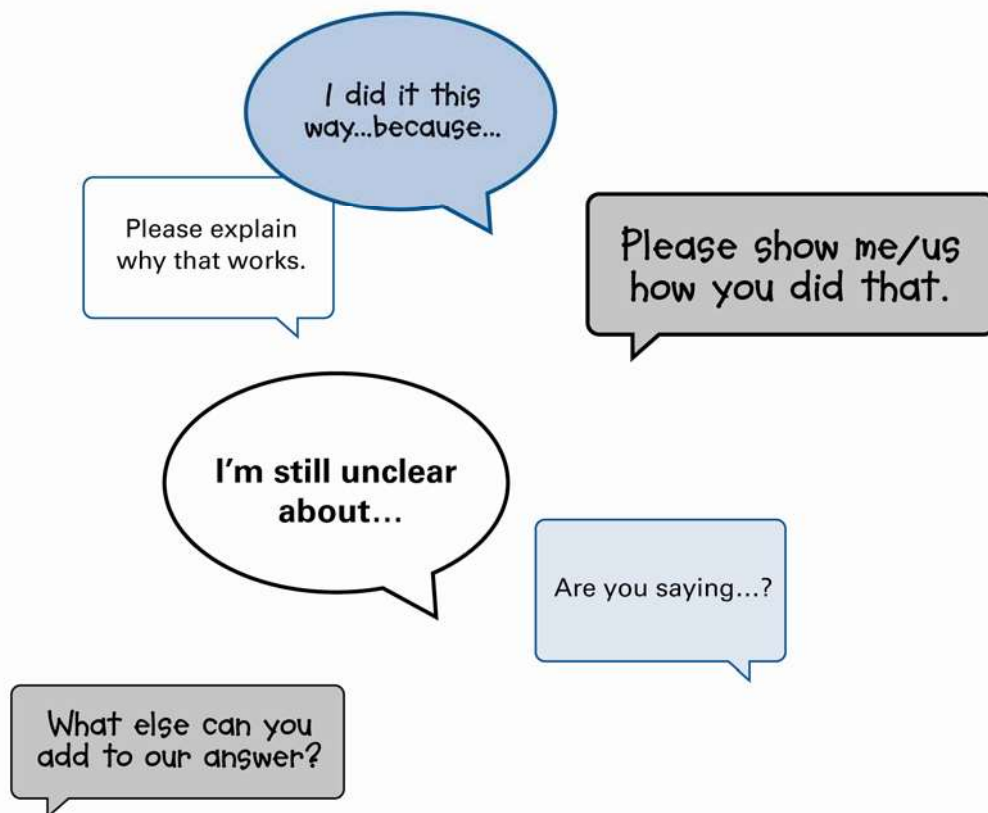 I did it this
way...because...
Please explain
why that works.
Please show me/us
how you did that.
I'm still unclear
about...
Are you saying...?
What else can you
add to our answer?